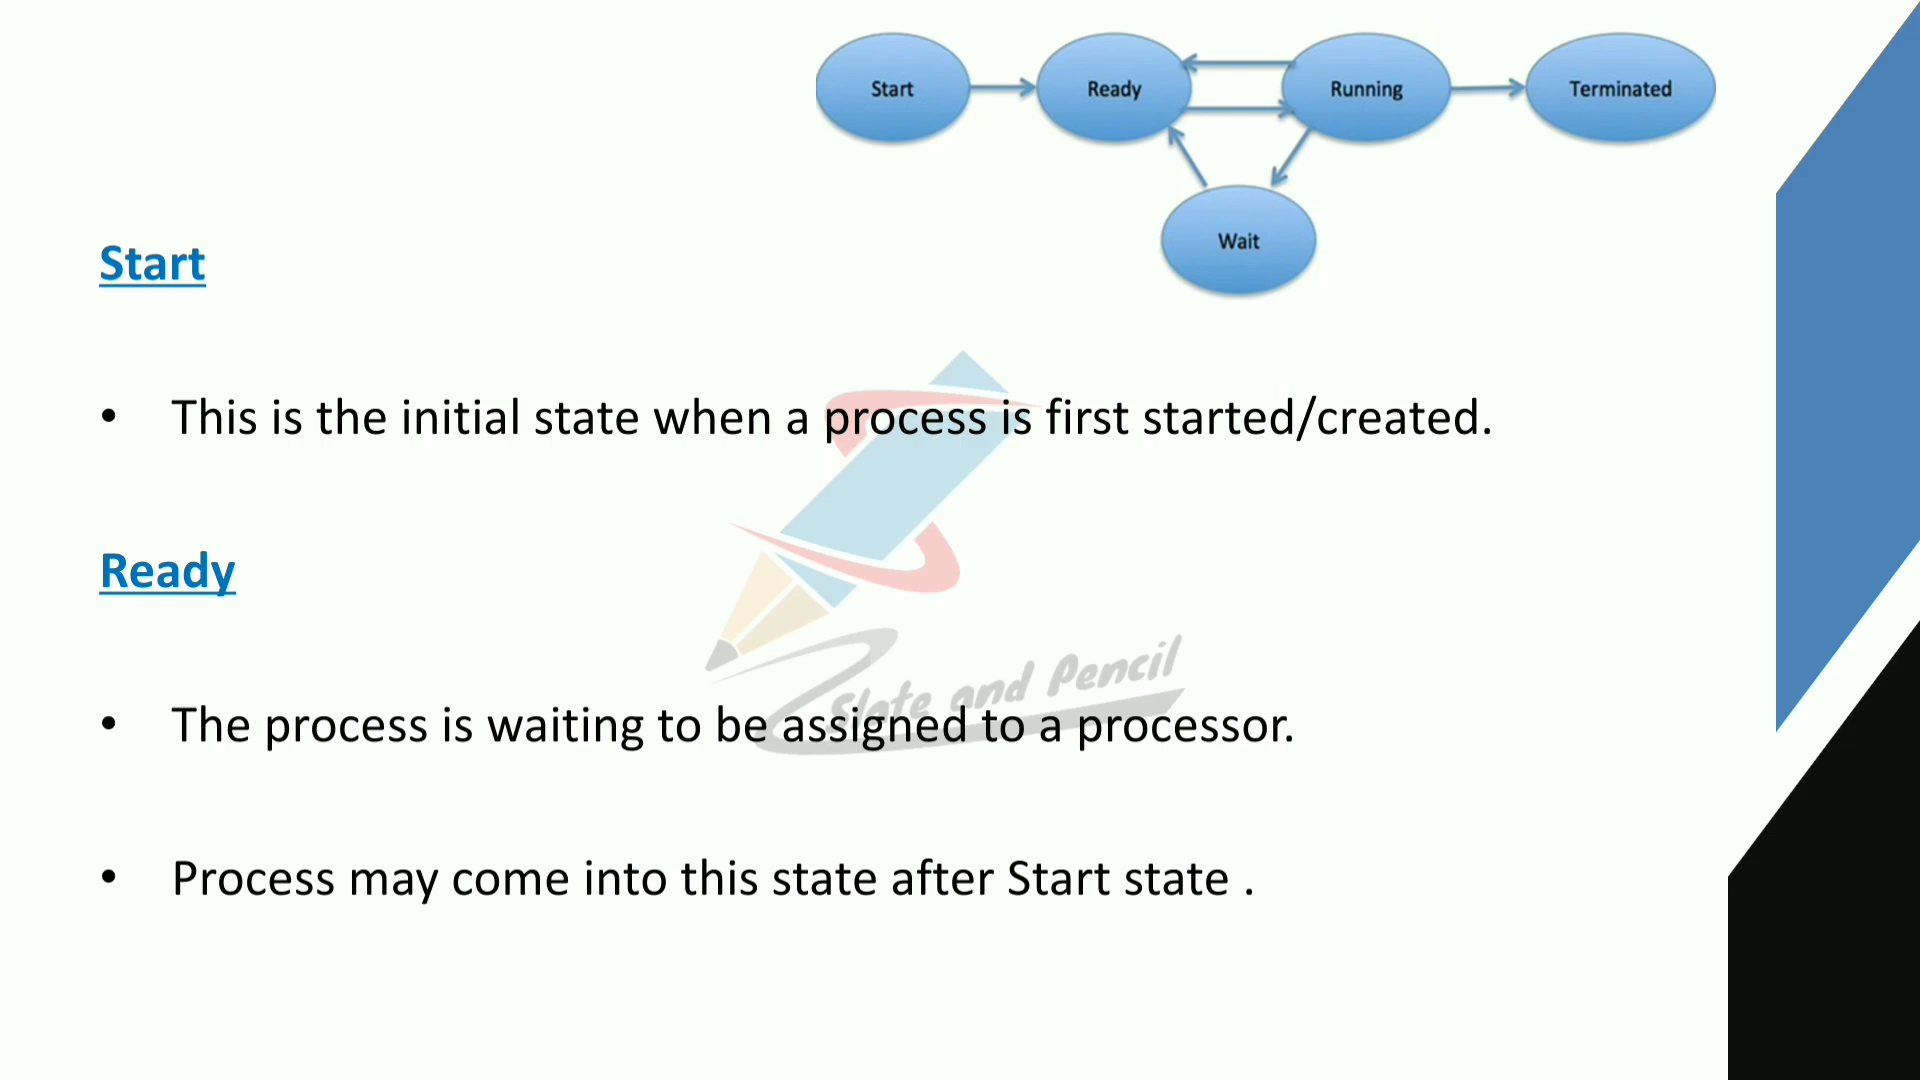 Start
Ready
Running
Terminated
Wait
Start
• This is the initial state when a process is first started/created.
Ready
• The process is waiting to be assigned to a processor.
• Process may come into this state after Start state .
Slate and Pencil